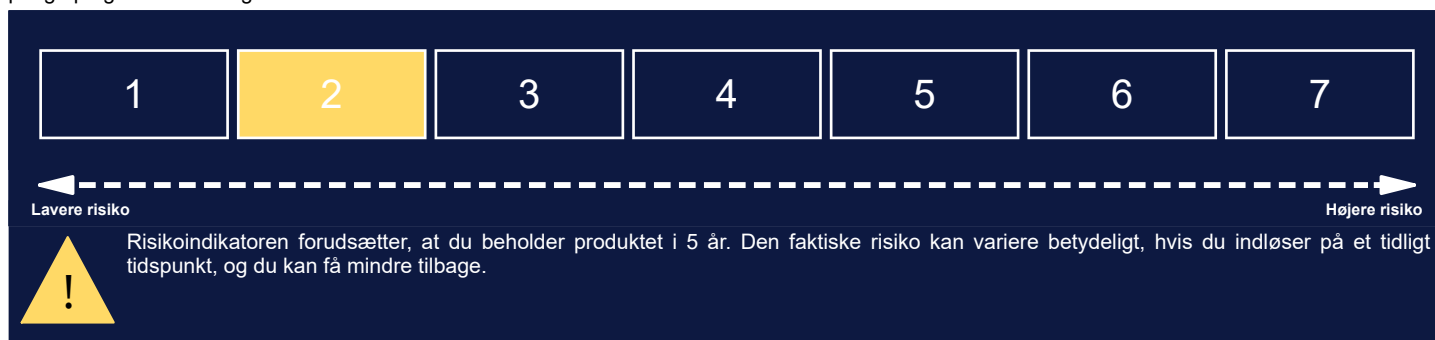 1 2 3 4 5 6 7
Lavere risiko Højere risiko
Risikoindikatoren forudsætter, at du beholder produktet i 5 år. Den faktiske risiko kan variere betydeligt, hvis du indløser på et tidligt
tidspunkt, og du kan få mindre tilbage.
!